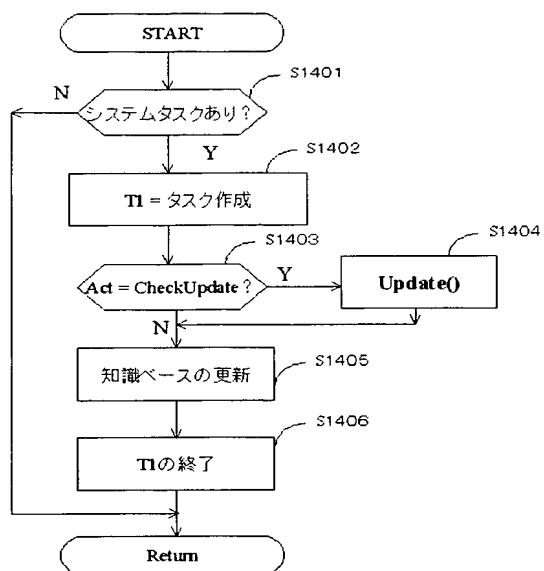 START
S1401
N
システムタスクあり?
Y
S1402
T1 = タスク作成
S1403
S1404
Act = CheckUpdate ?
Y
Update()
N
S1405
知識ベースの更新
S1406
T1の終了
Return